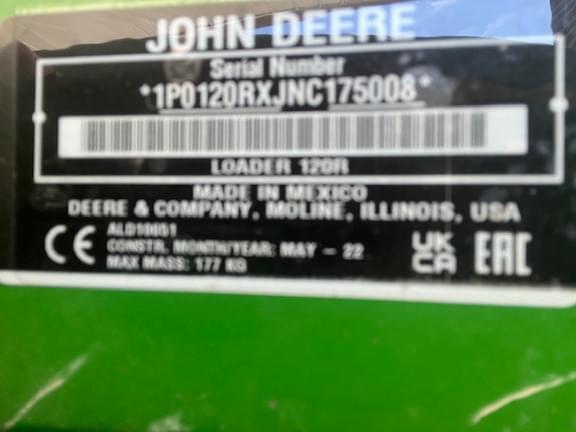 JOHN DEERE
Serial Number
*1P0120RXJNC175008*
LOADER 120R
MADE IN MEXICO
DEERE & COMPANY, MOLINE, ILLINOIS, USA
ALD10651
CONSTR. MONTH/YEAR: MAY - 22
MAX MASS: 177 KG
CE
UK
CA
EAC